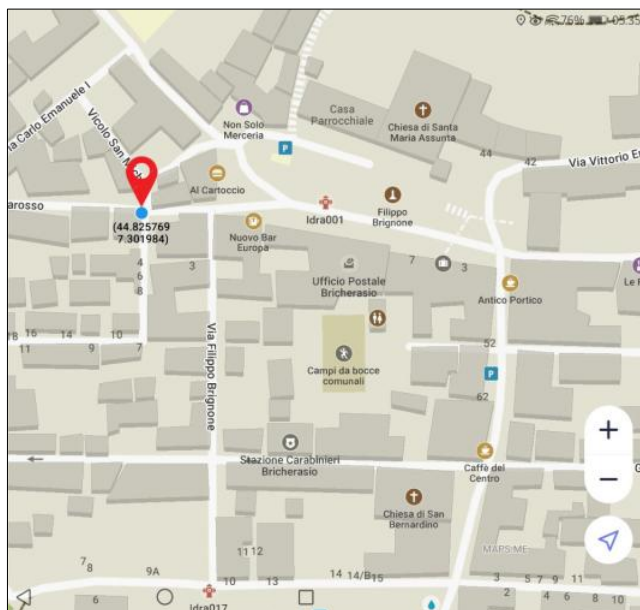 76% 05:35
Via Carlo Emanuele I
Vicolo San Mich
Non Solo
Merceria
Casa
Parrocchiale
Chiesa di Santa
Maria Assunta
44
42
Via Vittorio Em
Al Cartoccio
arosso
(44.825769
7.301984)
Idra001
Filippo
Brignone
Nuovo Bar
Europa
4
6
8
3
Ufficio Postale
Bricherasio
7
3
Antico Portico
Le P
18
16
14
10
11
9
7
Via Filippo Brignone
Campi da bocce
comunali
52
62
Stazione Carabinieri
Bricherasio
Caffè del
Centro
G
Chiesa di San
Bernardino
MAPS.ME
11
12
7
8
9A
10
13
14
14/B
15
3
5
7
9
11
6
2
4
6
8
10
Idra017